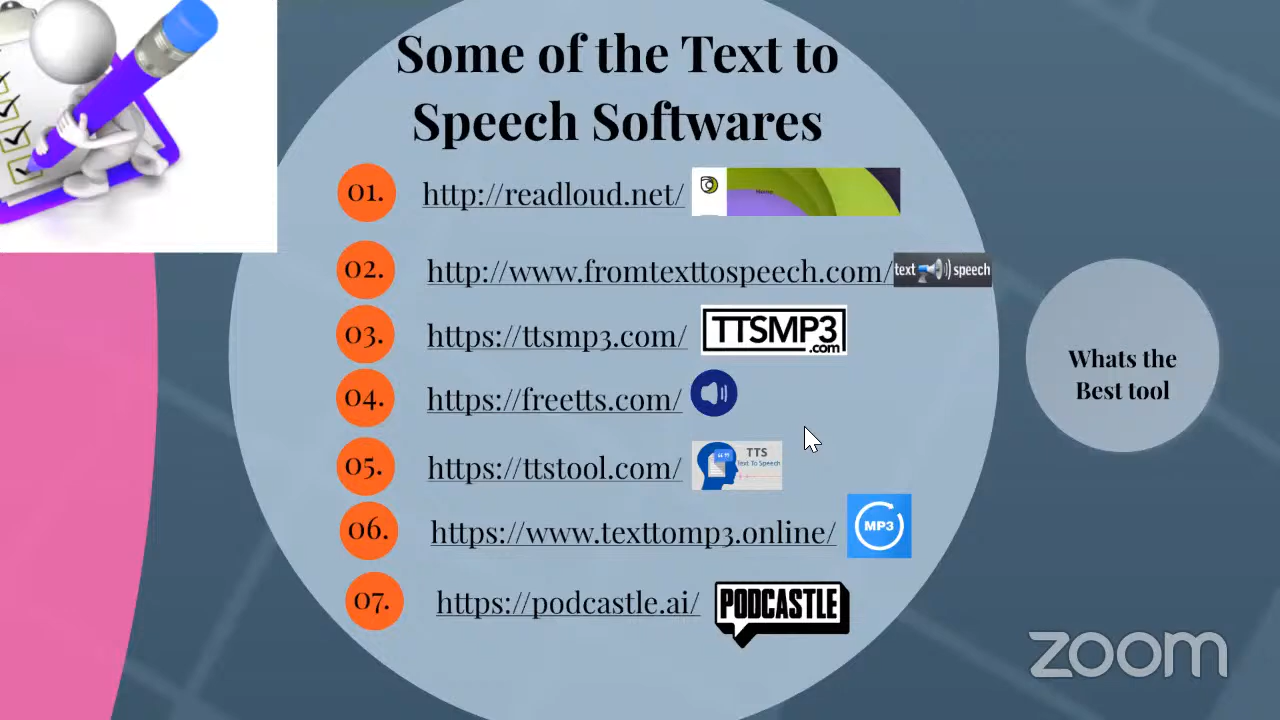 Some of the Text to
Speech Softwares
01. http://readloud.net/ Home
02. http://www.fromtexttospeech.com/ text speech
03. https://ttsmp3.com/ TTSMP3 .com
04. https://freetts.com/
05. https://ttstool.com/ TTS Text To Speech
06. https://www.texttomp3.online/ MP3
07. https://podcastle.ai/ PODCASTLE
Whats the
Best tool
zoom